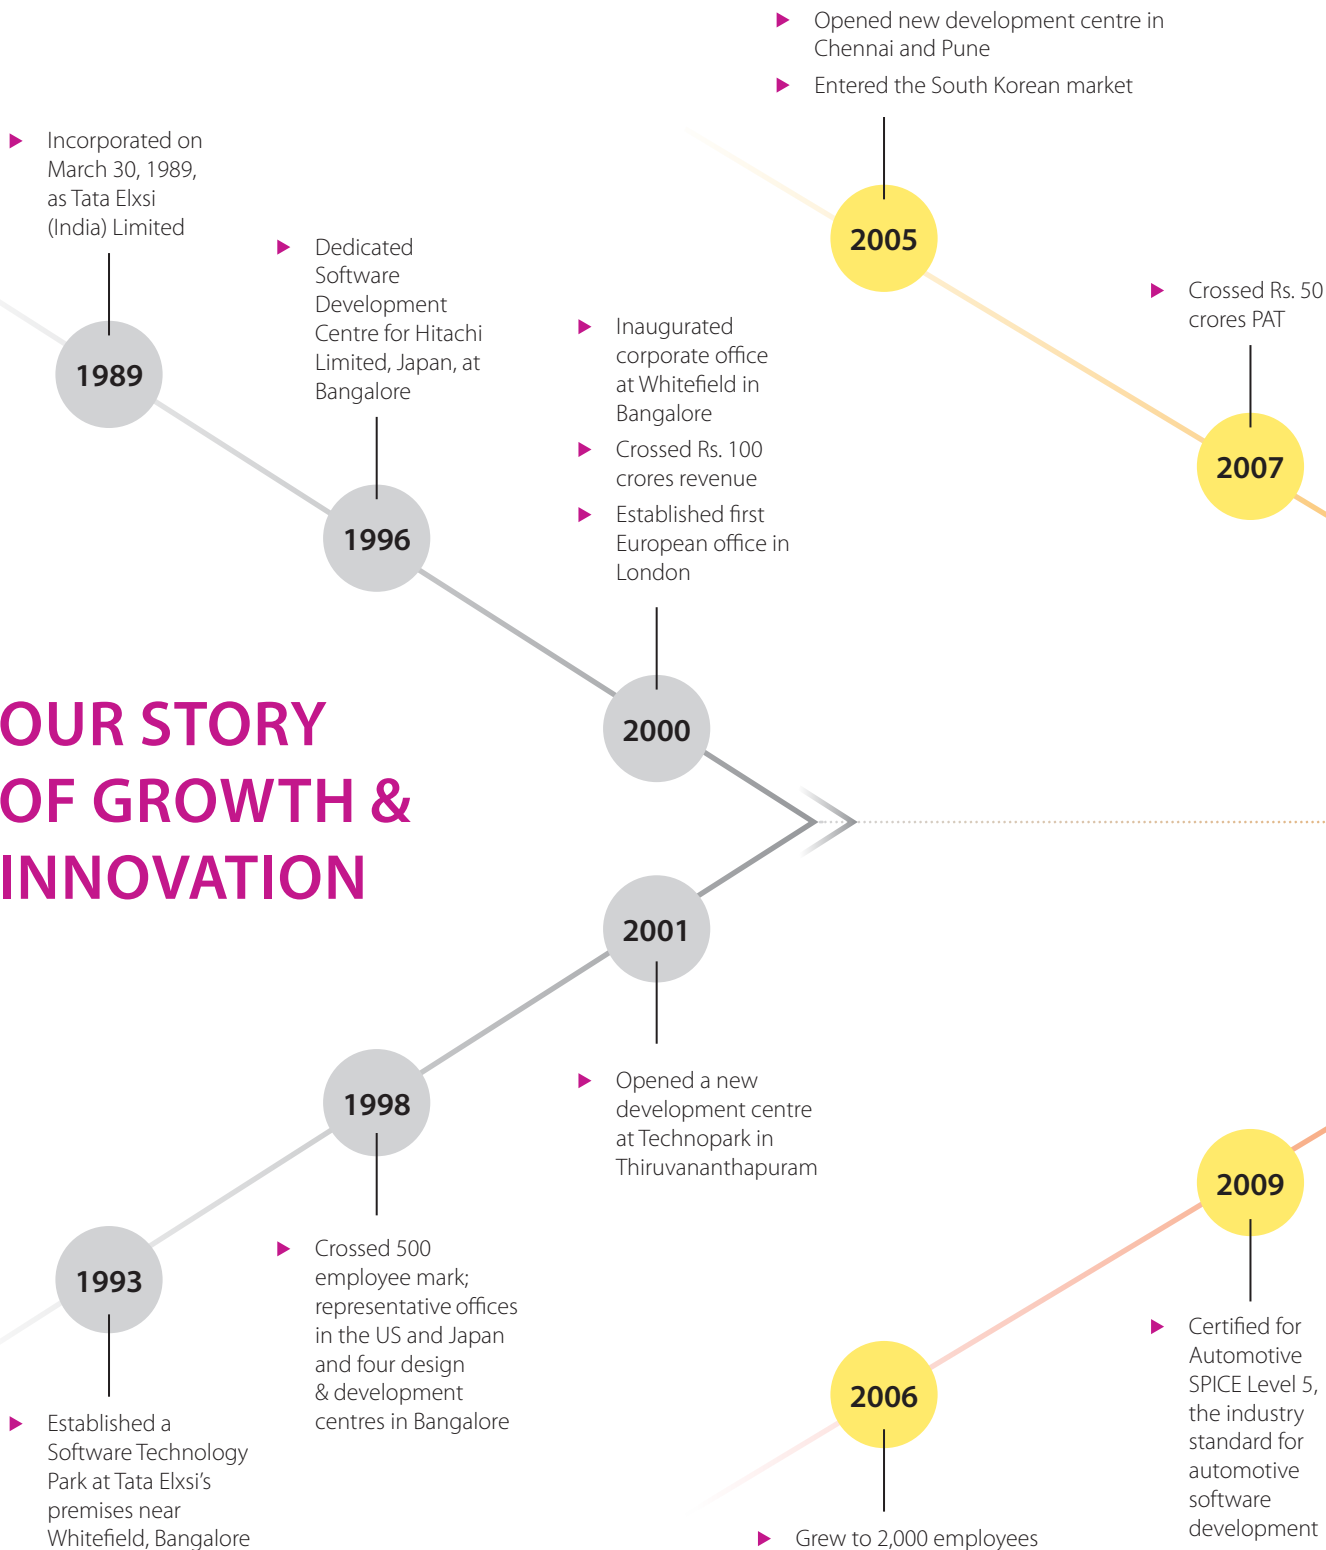 Incorporated on
March 30, 1989,
as Tata Elxsi
(India) Limited
1989
Dedicated
Software
Development
Centre for Hitachi
Limited, Japan, at
Bangalore
1996
Inaugurated
corporate office
at Whitefield in
Bangalore
Crossed Rs. 100
crores revenue
Established first
European office in
London
2000
OUR STORY
OF GROWTH &
INNOVATION
2001
Opened a new
development centre
at Technopark in
Thiruvananthapuram
1998
Crossed 500
employee mark;
representative offices
in the US and Japan
and four design
& development
centres in Bangalore
1993
Established a
Software Technology
Park at Tata Elxsi's
premises near
Whitefield, Bangalore
Opened new development centre in
Chennai and Pune
Entered the South Korean market
2005
Crossed Rs. 50
crores PAT
2007
2009
Certified for
Automotive
SPICE Level 5,
the industry
standard for
automotive
software
development
2006
Grew to 2,000 employees